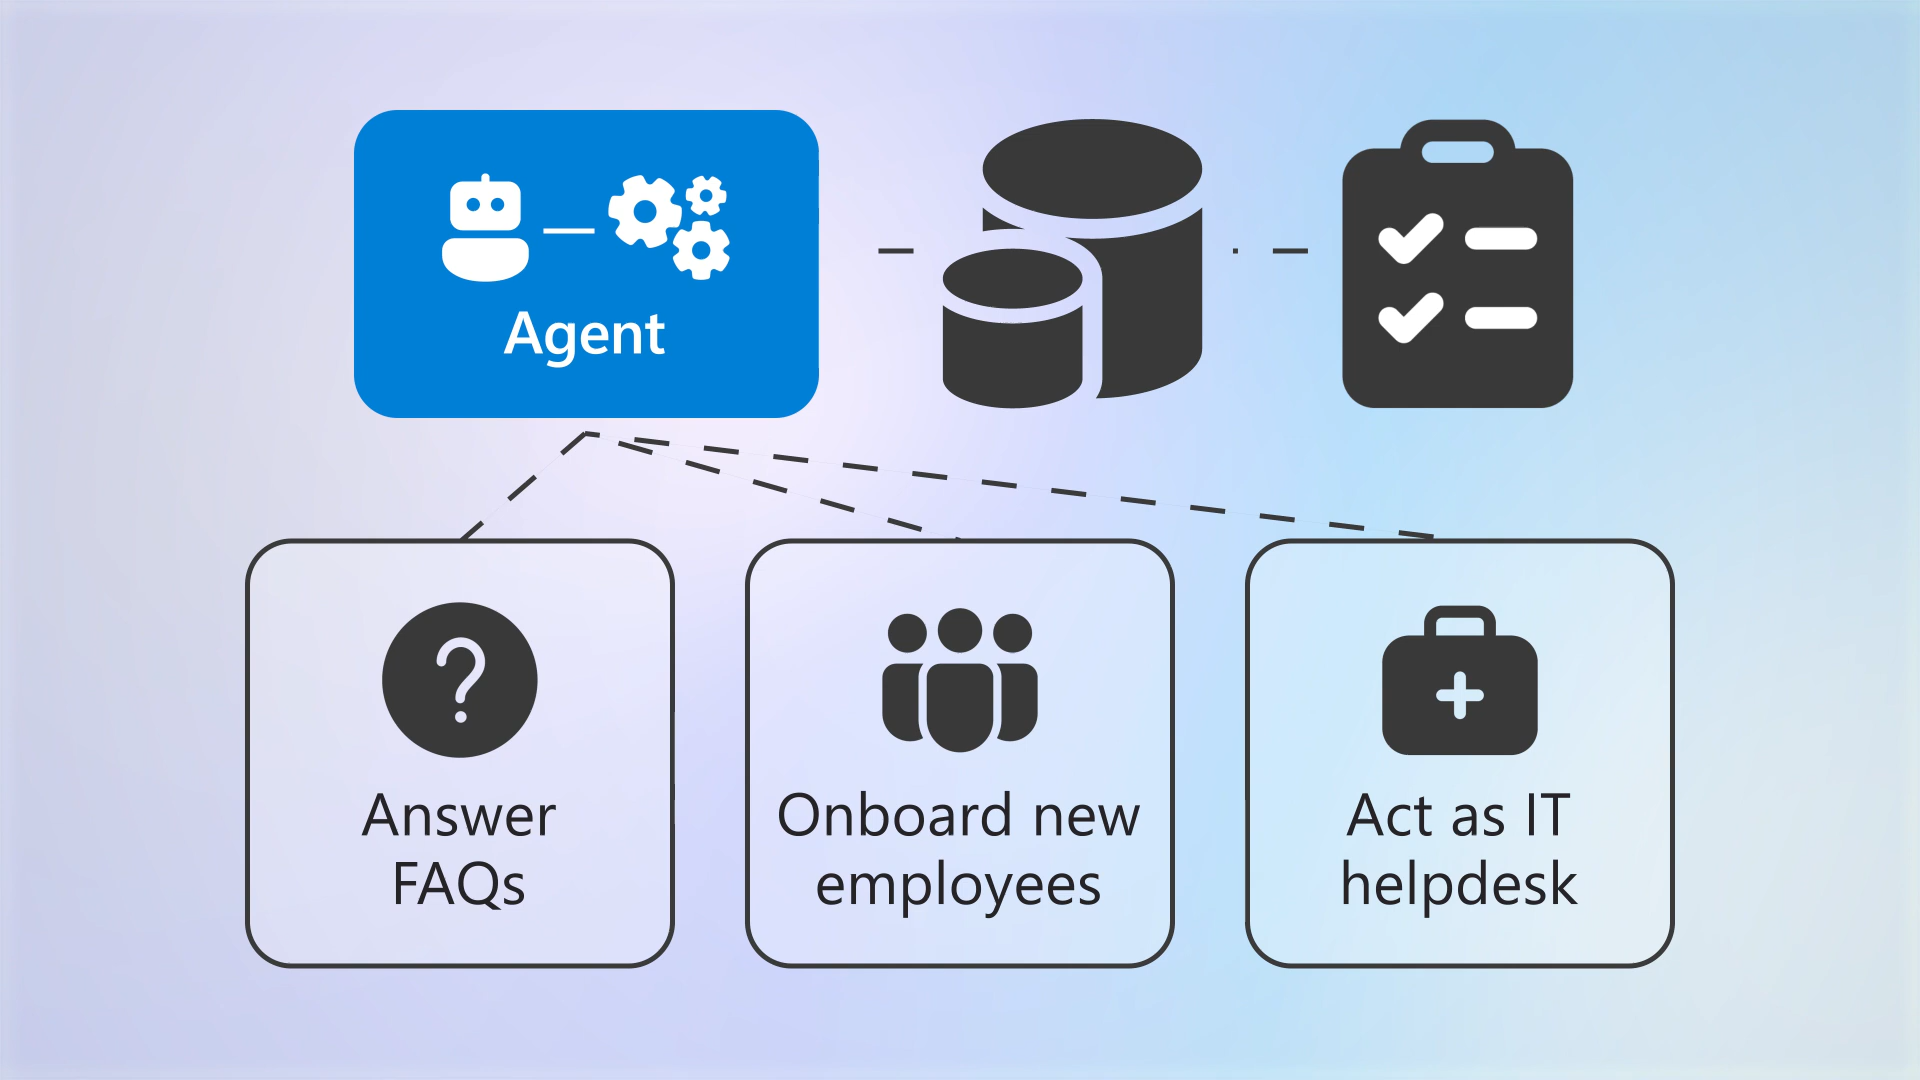 Agent
Answer
FAQs
Onboard new
employees
Act as IT
helpdesk